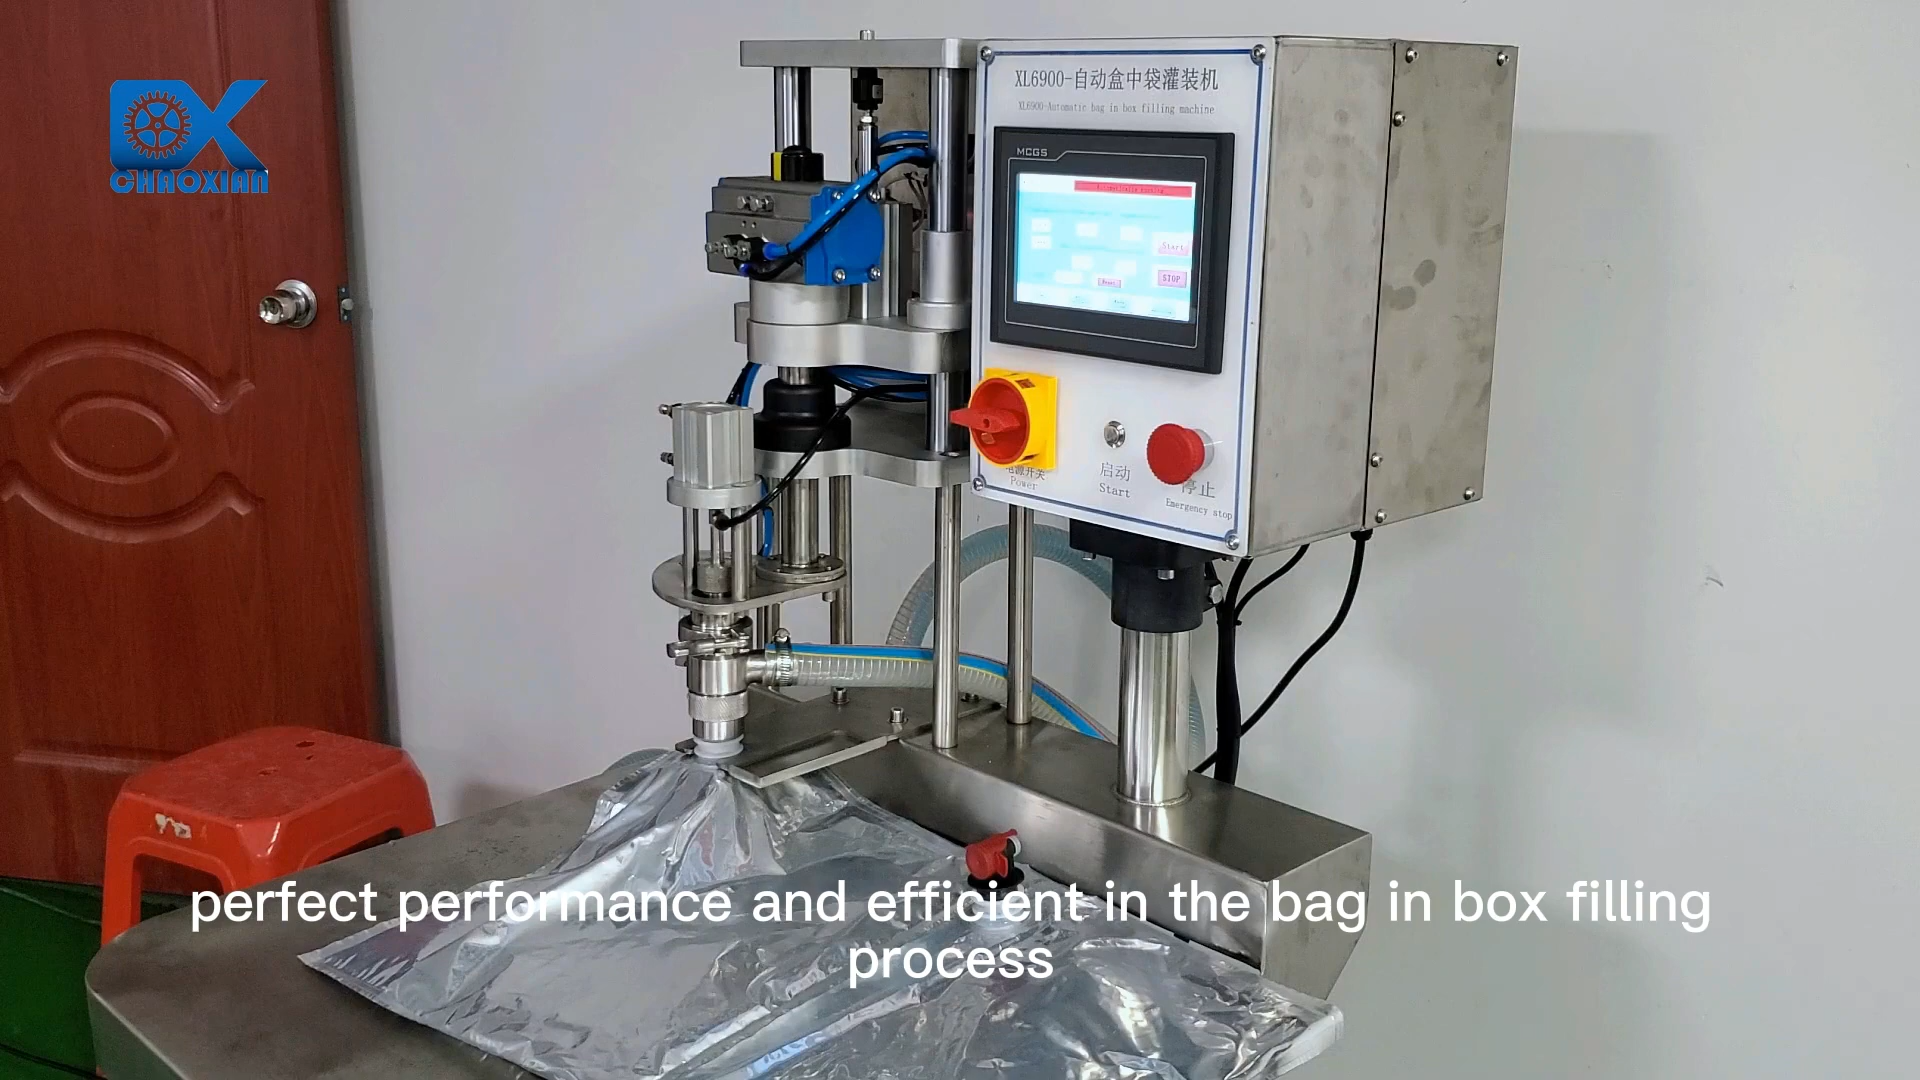 CHAOXIAN
XL6900-自动盒中袋灌装机
XL6900-Automatic bag in box filling machine
MCGS
Start
STOP
电源开关
Power
启动
Start
停止
Emergency stop
perfect performance and efficient in the bag in box filling
process